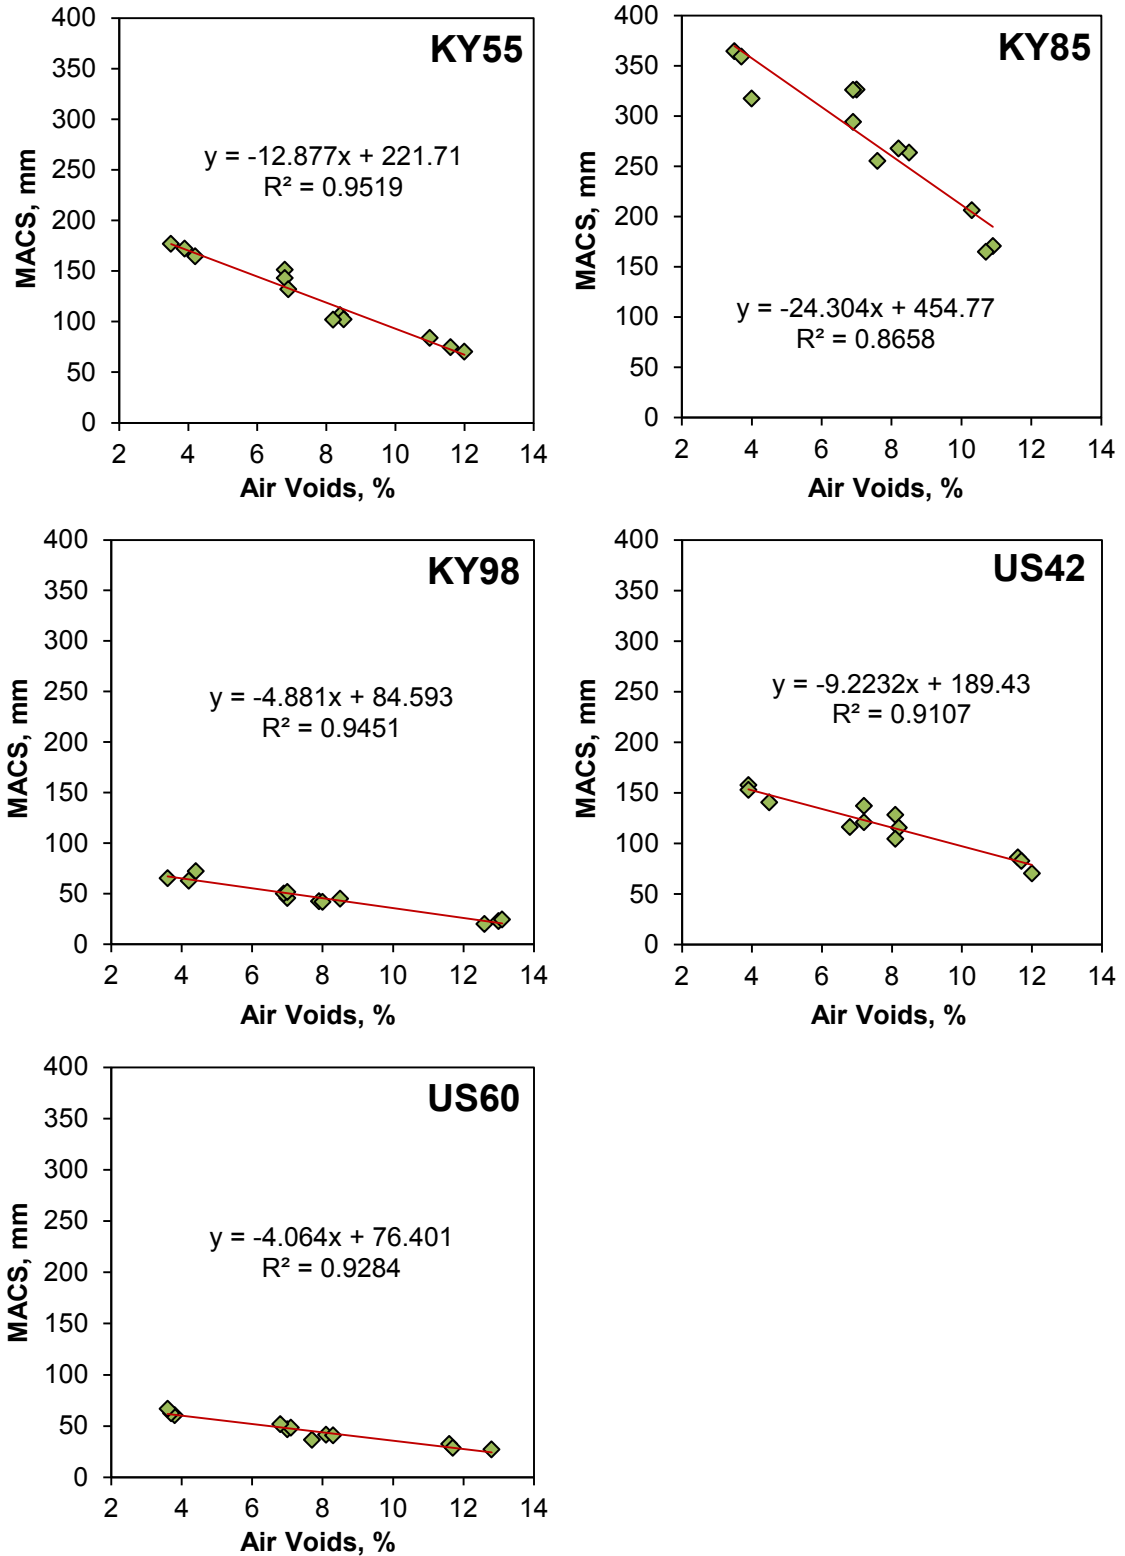 KY55
400
350
300
250
200
150
100
50
0
MACS, mm
y = -12.877x + 221.71
R² = 0.9519
2 4 6 8 10 12 14
Air Voids, %
KY85
400
350
300
250
200
150
100
50
0
MACS, mm
y = -24.304x + 454.77
R² = 0.8658
2 4 6 8 10 12 14
Air Voids, %
KY98
400
350
300
250
200
150
100
50
0
MACS, mm
y = -4.881x + 84.593
R² = 0.9451
2 4 6 8 10 12 14
Air Voids, %
US42
400
350
300
250
200
150
100
50
0
MACS, mm
y = -9.2232x + 189.43
R² = 0.9107
2 4 6 8 10 12 14
Air Voids, %
US60
400
350
300
250
200
150
100
50
0
MACS, mm
y = -4.064x + 76.401
R² = 0.9284
2 4 6 8 10 12 14
Air Voids, %